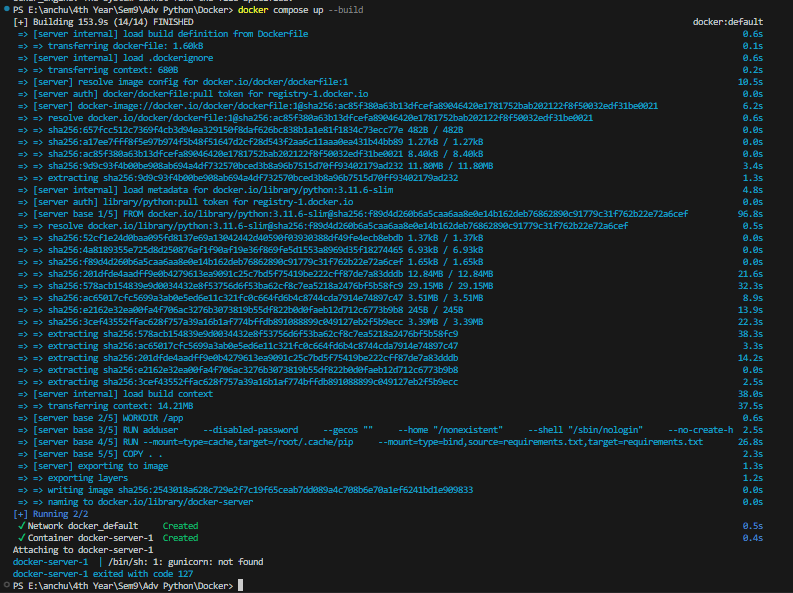 PS E:\anchu\4th Year\Sem9\Adv Python\Docker> docker compose up --build
[+] Building 153.9s (14/14) FINISHED docker:default
=> [server internal] load build definition from Dockerfile 0.6s
=> => transferring dockerfile: 1.60kB 0.1s
=> [server internal] load .dockerignore 0.6s
=> => transferring context: 680B 0.2s
=> [server] resolve image config for docker.io/docker/dockerfile:1 10.5s
=> [server auth] docker/dockerfile:pull token for registry-1.docker.io 0.0s
=> [server] docker-image://docker.io/docker/dockerfile:1@sha256:ac85f380a63b13dfcefa89046420e1781752bab202122f8f50032edf31be0021 6.2s
=> => resolve docker.io/docker/dockerfile:1@sha256:ac85f380a63b13dfcefa89046420e1781752bab202122f8f50032edf31be0021 0.6s
=> => sha256:657fcc512c7369f4cb3d94ea329150f8daf626bc838b1a1e81f1834c73ecc77e 482B / 482B 0.0s
=> => sha256:a17ee7fff8f5e97b974f5b48f51647d2cf28d543f2aa6c11aaa0ea431b44bb89 1.27kB / 1.27kB 0.0s
=> => sha256:ac85f380a63b13dfcefa89046420e1781752bab202122f8f50032edf31be0021 8.40kB / 8.40kB 0.0s
=> => sha256:9d9c93f4b00be908ab694a4df732570bced3b8a96b7515d70ff93402179ad232 11.80MB / 11.80MB 3.4s
=> => extracting sha256:9d9c93f4b00be908ab694a4df732570bced3b8a96b7515d70ff93402179ad232 1.3s
=> [server internal] load metadata for docker.io/library/python:3.11.6-slim 4.8s
=> [server auth] library/python:pull token for registry-1.docker.io 0.0s
=> [server base 1/5] FROM docker.io/library/python:3.11.6-slim@sha256:f89d4d260b6a5caa6aa8e0e14b162deb76862890c91779c31f762b22e72a6cef 96.8s
=> => resolve docker.io/library/python:3.11.6-slim@sha256:f89d4d260b6a5caa6aa8e0e14b162deb76862890c91779c31f762b22e72a6cef 0.5s
=> => sha256:52cf1e24d0baa095fd8137e69a13042442d40590f03930388df49fe4ecb8ebdb 1.37kB / 1.37kB 0.0s
=> => sha256:4a8189355e725d8d250876af1f90af19e36f869fe5d1553a8969d35f18274465 6.93kB / 6.93kB 0.0s
=> => sha256:f89d4d260b6a5caa6aa8e0e14b162deb76862890c91779c31f762b22e72a6cef 1.65kB / 1.65kB 0.0s
=> => sha256:201dfde4aadff9e0b4279613ea9091c25c7bd5f75419be222cff87de7a83dddb 12.84MB / 12.84MB 21.6s
=> => sha256:578acb154839e9d0034432e8f53756d6f53ba62cf8c7ea5218a2476bf5b58fc9 29.15MB / 29.15MB 32.3s
=> => sha256:ac65017cfc5699a3ab0e5ed6e11c321fc0c664fd6b4c8744cda7914e74897c47 3.51MB / 3.51MB 8.9s
=> => sha256:e2162e32ea00fa4f706ac3276b3073819b55df822b0d0faeb12d712c6773b9b8 245B / 245B 13.9s
=> => sha256:3cef43552ffac628f757a39a16b1af774bffdb891088899c049127eb2f5b9ecc 3.39MB / 3.39MB 22.3s
=> => extracting sha256:578acb154839e9d0034432e8f53756d6f53ba62cf8c7ea5218a2476bf5b58fc9 38.3s
=> => extracting sha256:ac65017cfc5699a3ab0e5ed6e11c321fc0c664fd6b4c8744cda7914e74897c47 3.3s
=> => extracting sha256:201dfde4aadff9e0b4279613ea9091c25c7bd5f75419be222cff87de7a83dddb 14.2s
=> => extracting sha256:e2162e32ea00fa4f706ac3276b3073819b55df822b0d0faeb12d712c6773b9b8 0.0s
=> => extracting sha256:3cef43552ffac628f757a39a16b1af774bffdb891088899c049127eb2f5b9ecc 2.5s
=> [server internal] load build context 38.0s
=> => transferring context: 14.21MB 37.5s
=> [server base 2/5] WORKDIR /app 0.6s
=> [server base 3/5] RUN adduser --disabled-password --gecos "" --home "/nonexistent" --shell "/sbin/nologin" --no-create-h 2.5s
=> [server base 4/5] RUN --mount=type=cache,target=/root/.cache/pip --mount=type=bind,source=requirements.txt,target=requirements.txt 26.8s
=> [server base 5/5] COPY . . 2.3s
=> [server] exporting to image 1.3s
=> => exporting layers 1.2s
=> => writing image sha256:2543018a628c729e2f7c19f65ceab7dd089a4c708b6e70a1ef6241bd1e909833 0.0s
=> => naming to docker.io/library/docker-server 0.0s
[+] Running 2/2
✓Network docker_default Created 0.5s
✓Container docker-server-1 Created 0.4s
Attaching to docker-server-1
docker-server-1 | /bin/sh: 1: gunicorn: not found
docker-server-1 exited with code 127
PS E:\anchu\4th Year\Sem9\Adv Python\Docker>